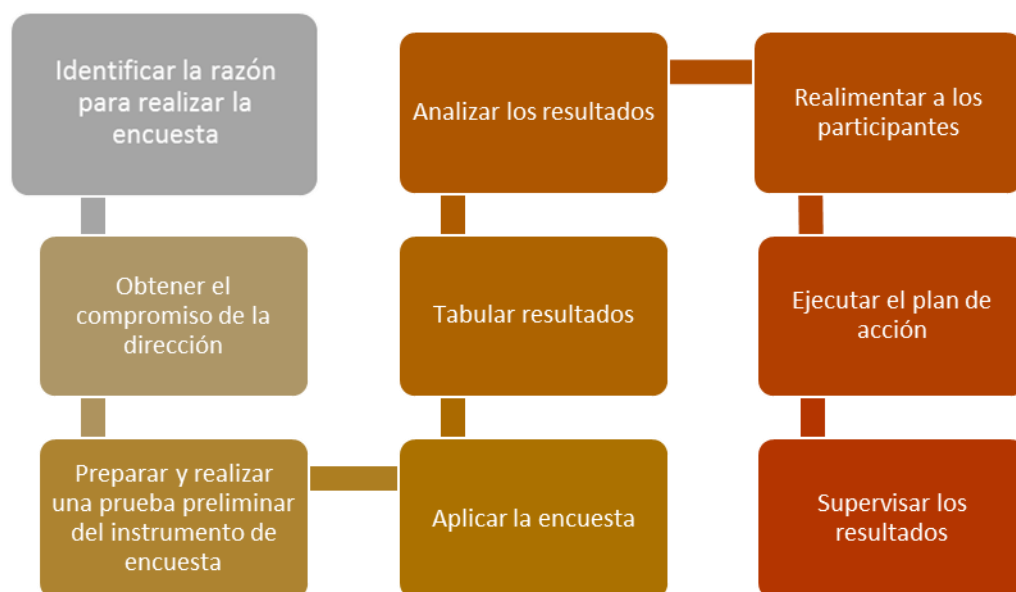 Identificar la razón
para realizar la
encuesta
Obtener el
compromiso de la
dirección
Preparar y realizar
una prueba preliminar
del instrumento de
encuesta
Aplicar la encuesta
Tabular resultados
Analizar los resultados
Realimentar a los
participantes
Ejecutar el plan de
acción
Supervisar los
resultados